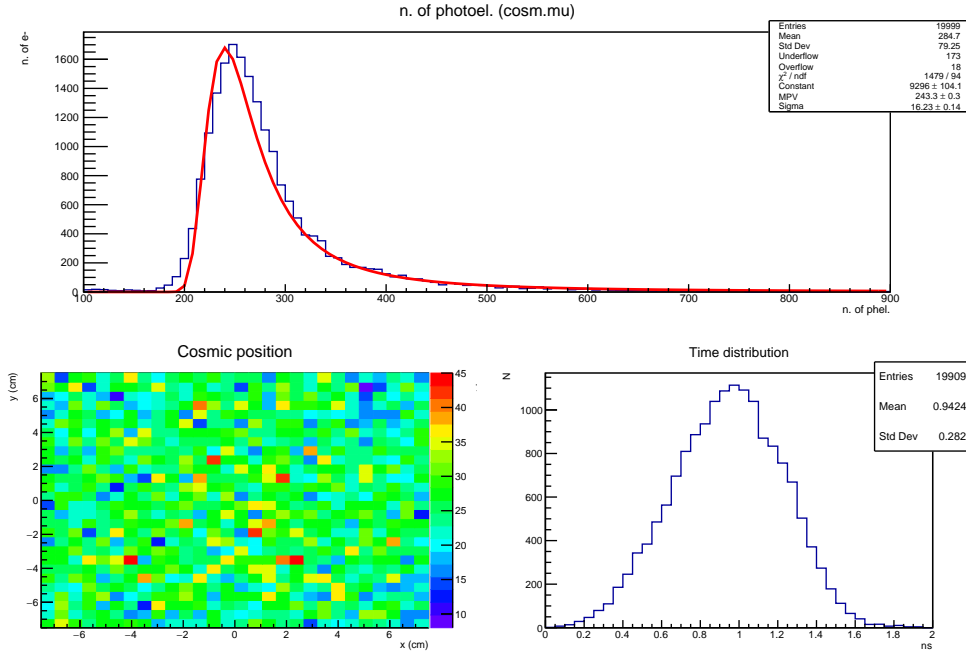 n. of photoel. (cosm.mu)
n. of e-
Entries 19999
Mean 284.7
Std Dev 79.25
Underflow 173
Overflow 18
χ² / ndf 1479 / 94
Constant 9296 ± 104.1
MPV 243.3 ± 0.3
Sigma 16.23 ± 0.14
1600
1400
1200
1000
800
600
400
200
0
100 200 300 400 500 600 700 800 900
n. of phel.
Cosmic position
y (cm)
6
4
2
0
−2
−4
−6
−6 −4 −2 0 2 4 6
x (cm)
45
40
35
30
25
20
15
10
Time distribution
N
Entries 19909
Mean 0.9424
Std Dev 0.282
1000
800
600
400
200
0
0 0.2 0.4 0.6 0.8 1 1.2 1.4 1.6 1.8 2
ns